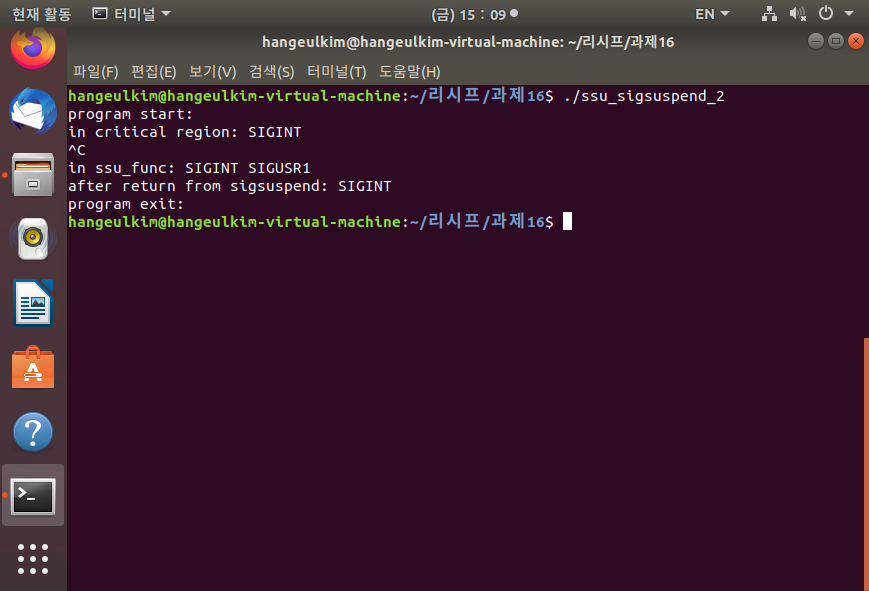 현재 활동 터미널 (금) 15 : 09 EN
hangeulkim@hangeulkim-virtual-machine: ~/리시프/과제16
파일(F) 편집(E) 보기(V) 검색(S) 터미널(T) 도움말(H)
hangeulkim@hangeulkim-virtual-machine:~/리시프/과제16$ ./ssu_sigsuspend_2
program start:
in critical region: SIGINT
^C
in ssu_func: SIGINT SIGUSR1
after return from sigsuspend: SIGINT
program exit:
hangeulkim@hangeulkim-virtual-machine:~/리시프/과제16$